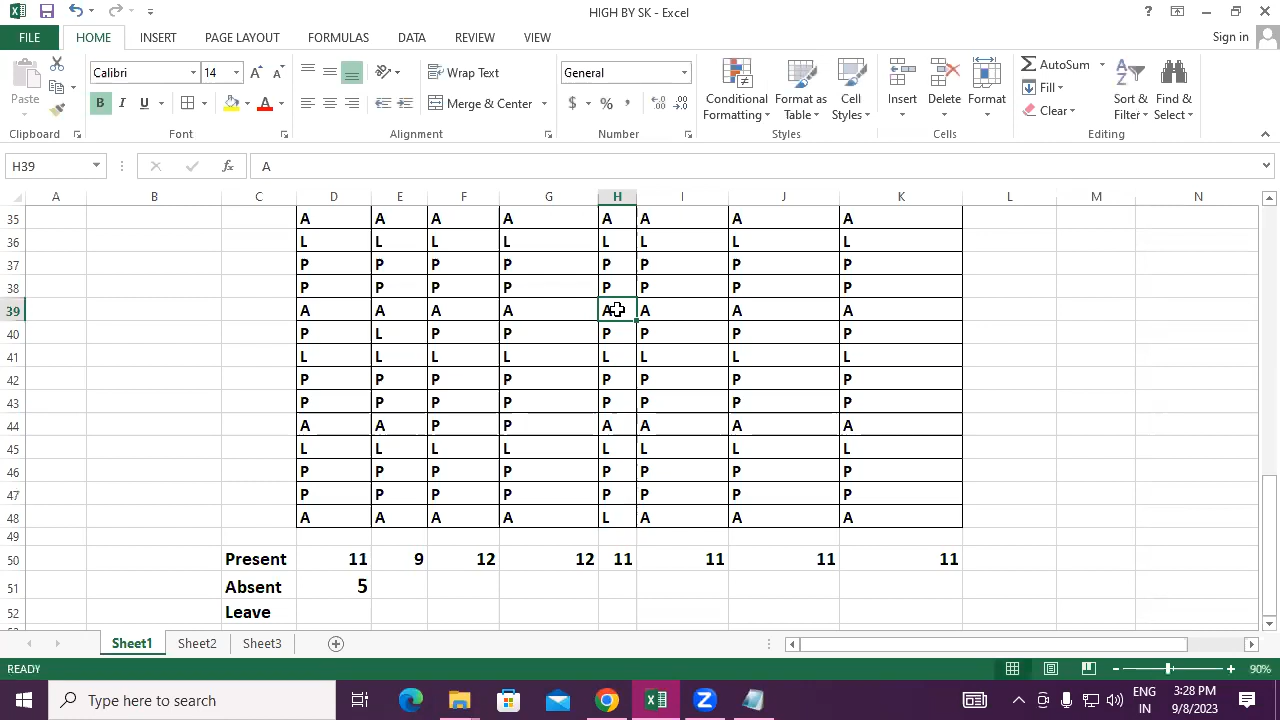 HIGH BY SK - Excel
Sign in
FILE HOME INSERT PAGE LAYOUT FORMULAS DATA REVIEW VIEW
Paste
Calibri 14
B I U
Wrap Text
Merge & Center
General
$ % ,
Conditional Formatting
Format as Table
Cell Styles
Insert
Delete
Format
AutoSum
Fill
Clear
Sort & Filter
Find & Select
Clipboard Font Alignment Number Styles Cells Editing
H39 fx A
A B C D E F G H I J K L M N
35 A A A A A A A A
36 L L L L L L L L
37 P P P P P P P P
38 P P P P P P P P
39 A A A A A A A A
40 P L P P P P P P
41 L L L L L L L L
42 P P P P P P P P
43 P P P P P P P P
44 A A P P A A A A
45 L L L L L L L L
46 P P P P P P P P
47 P P P P P P P P
48 A A A A L A A A
49
50 Present 11 9 12 12 11 11 11 11
51 Absent 5
52 Leave
Sheet1 Sheet2 Sheet3
READY 90%
Type here to search
ENG
IN
3:28 PM
9/8/2023